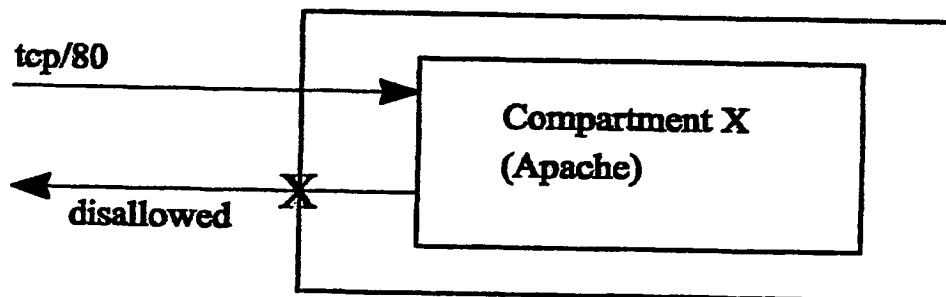 tcp/80
Compartment X
(Apache)
X
disallowed